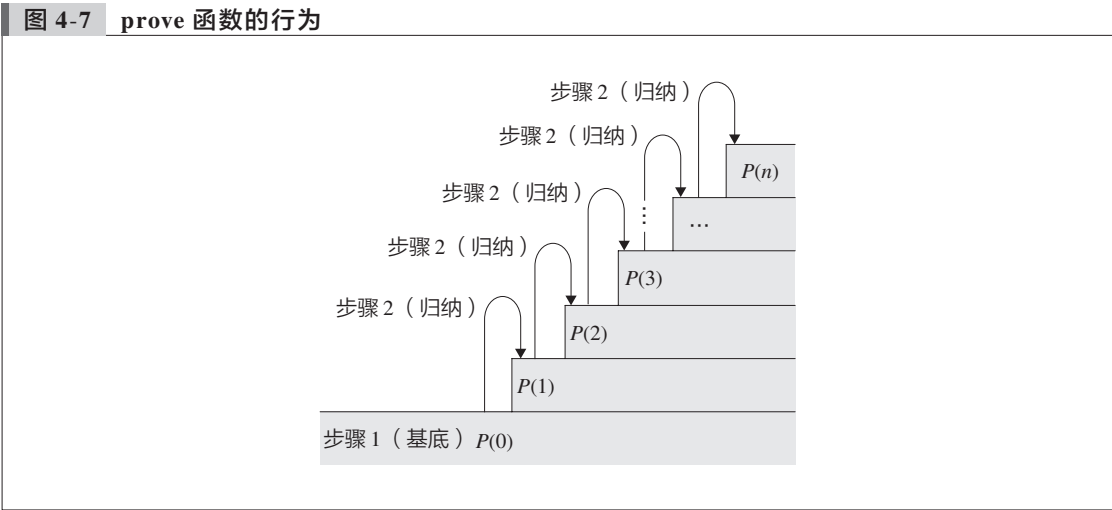 图 4-7 prove 函数的行为
步骤 2（归纳）
步骤 2（归纳）
P(n)
步骤 2（归纳）
…
…
步骤 2（归纳）
P(3)
步骤 2（归纳）
P(2)
P(1)
步骤 1（基底）P(0)